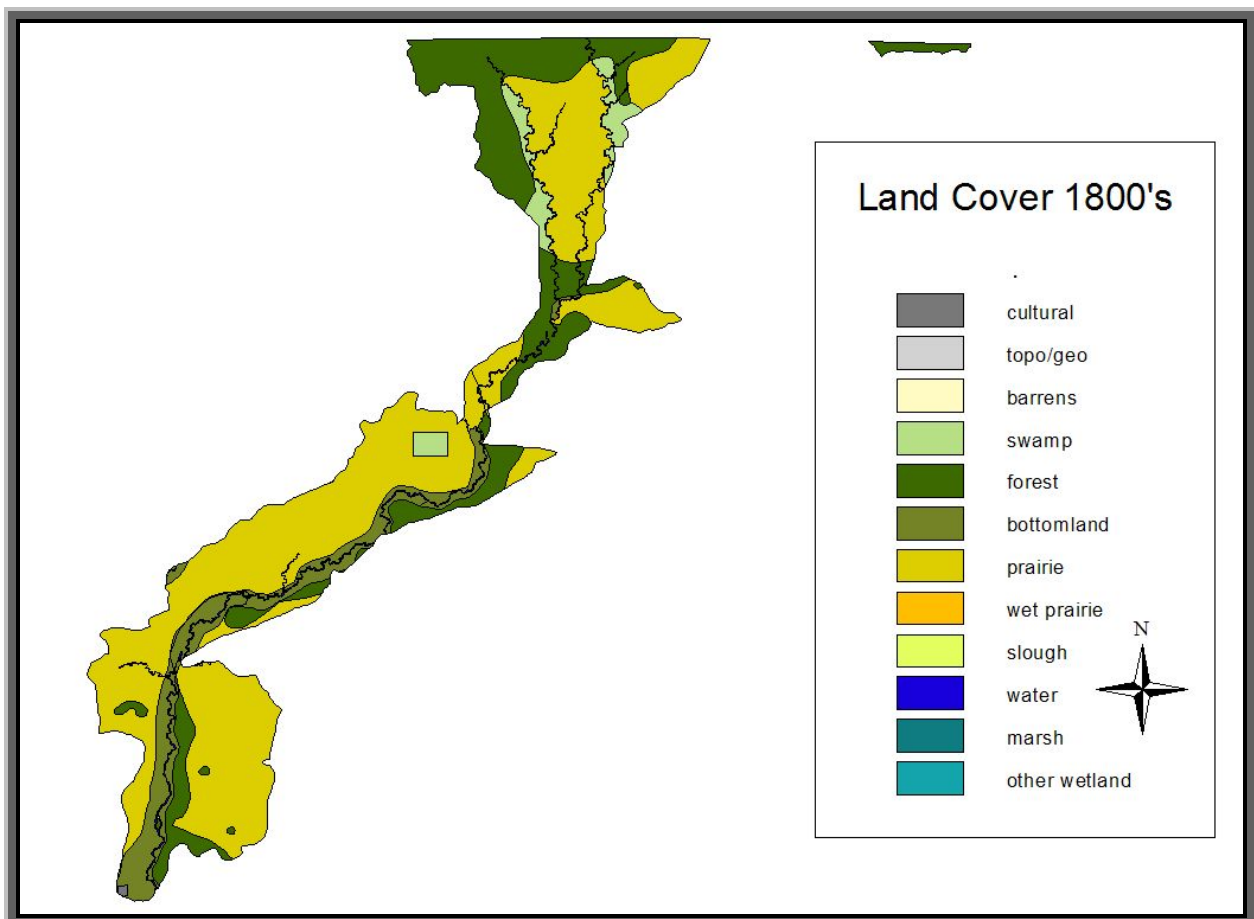 Land Cover 1800's
.
cultural
topo/geo
barrens
swamp
forest
bottomland
prairie
wet prairie
slough
water
marsh
other wetland
N